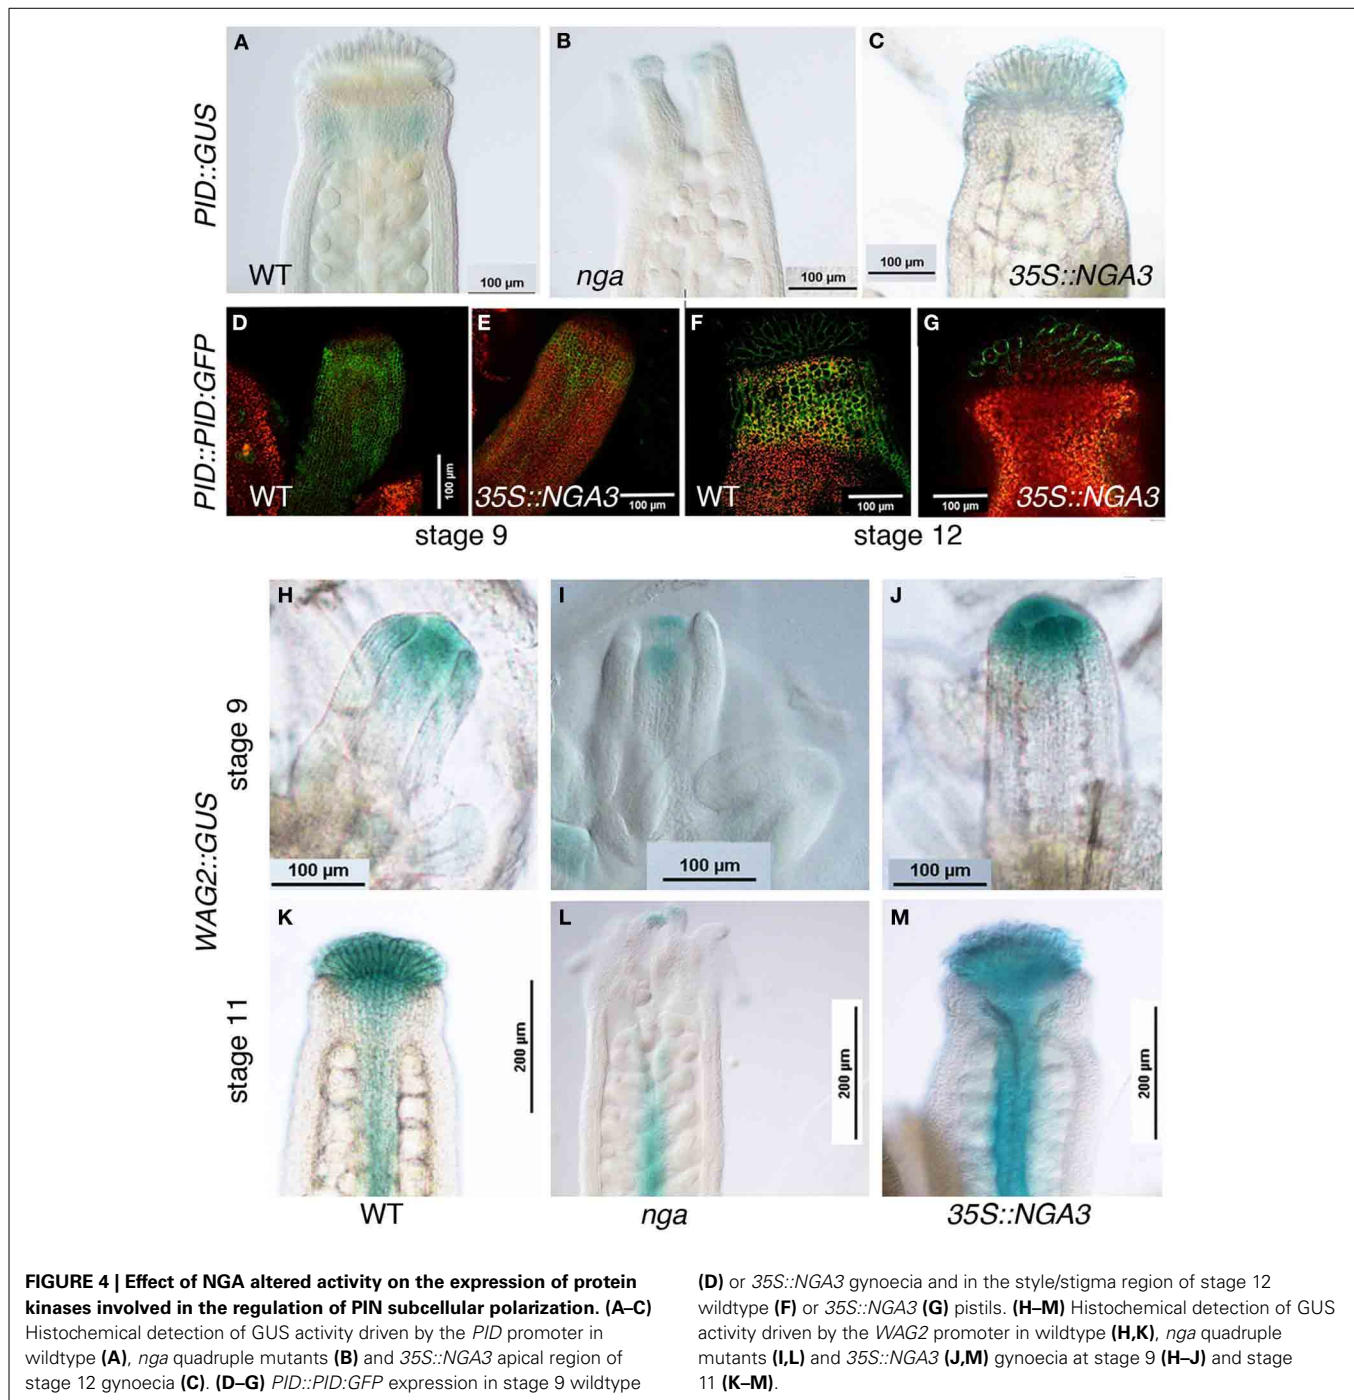 A
B
C
PID::GUS
WT
nga
35S::NGA3
100 µm
100 µm
100 µm
D
E
F
G
PID::PID:GFP
WT
35S::NGA3
WT
35S::NGA3
100 µm
100 µm
100 µm
100 µm
stage 9
stage 12
H
I
J
WAG2::GUS
stage 9
100 µm
100 µm
100 µm
K
L
M
stage 11
200 µm
200 µm
200 µm
WT
nga
35S::NGA3
FIGURE 4 | Effect of NGA altered activity on the expression of protein
kinases involved in the regulation of PIN subcellular polarization. (A–C)
Histochemical detection of GUS activity driven by the PID promoter in
wildtype (A), nga quadruple mutants (B) and 35S::NGA3 apical region of
stage 12 gynoecia (C). (D–G) PID::PID:GFP expression in stage 9 wildtype
(D) or 35S::NGA3 gynoecia and in the style/stigma region of stage 12
wildtype (F) or 35S::NGA3 (G) pistils. (H–M) Histochemical detection of GUS
activity driven by the WAG2 promoter in wildtype (H,K), nga quadruple
mutants (I,L) and 35S::NGA3 (J,M) gynoecia at stage 9 (H–J) and stage
11 (K–M).